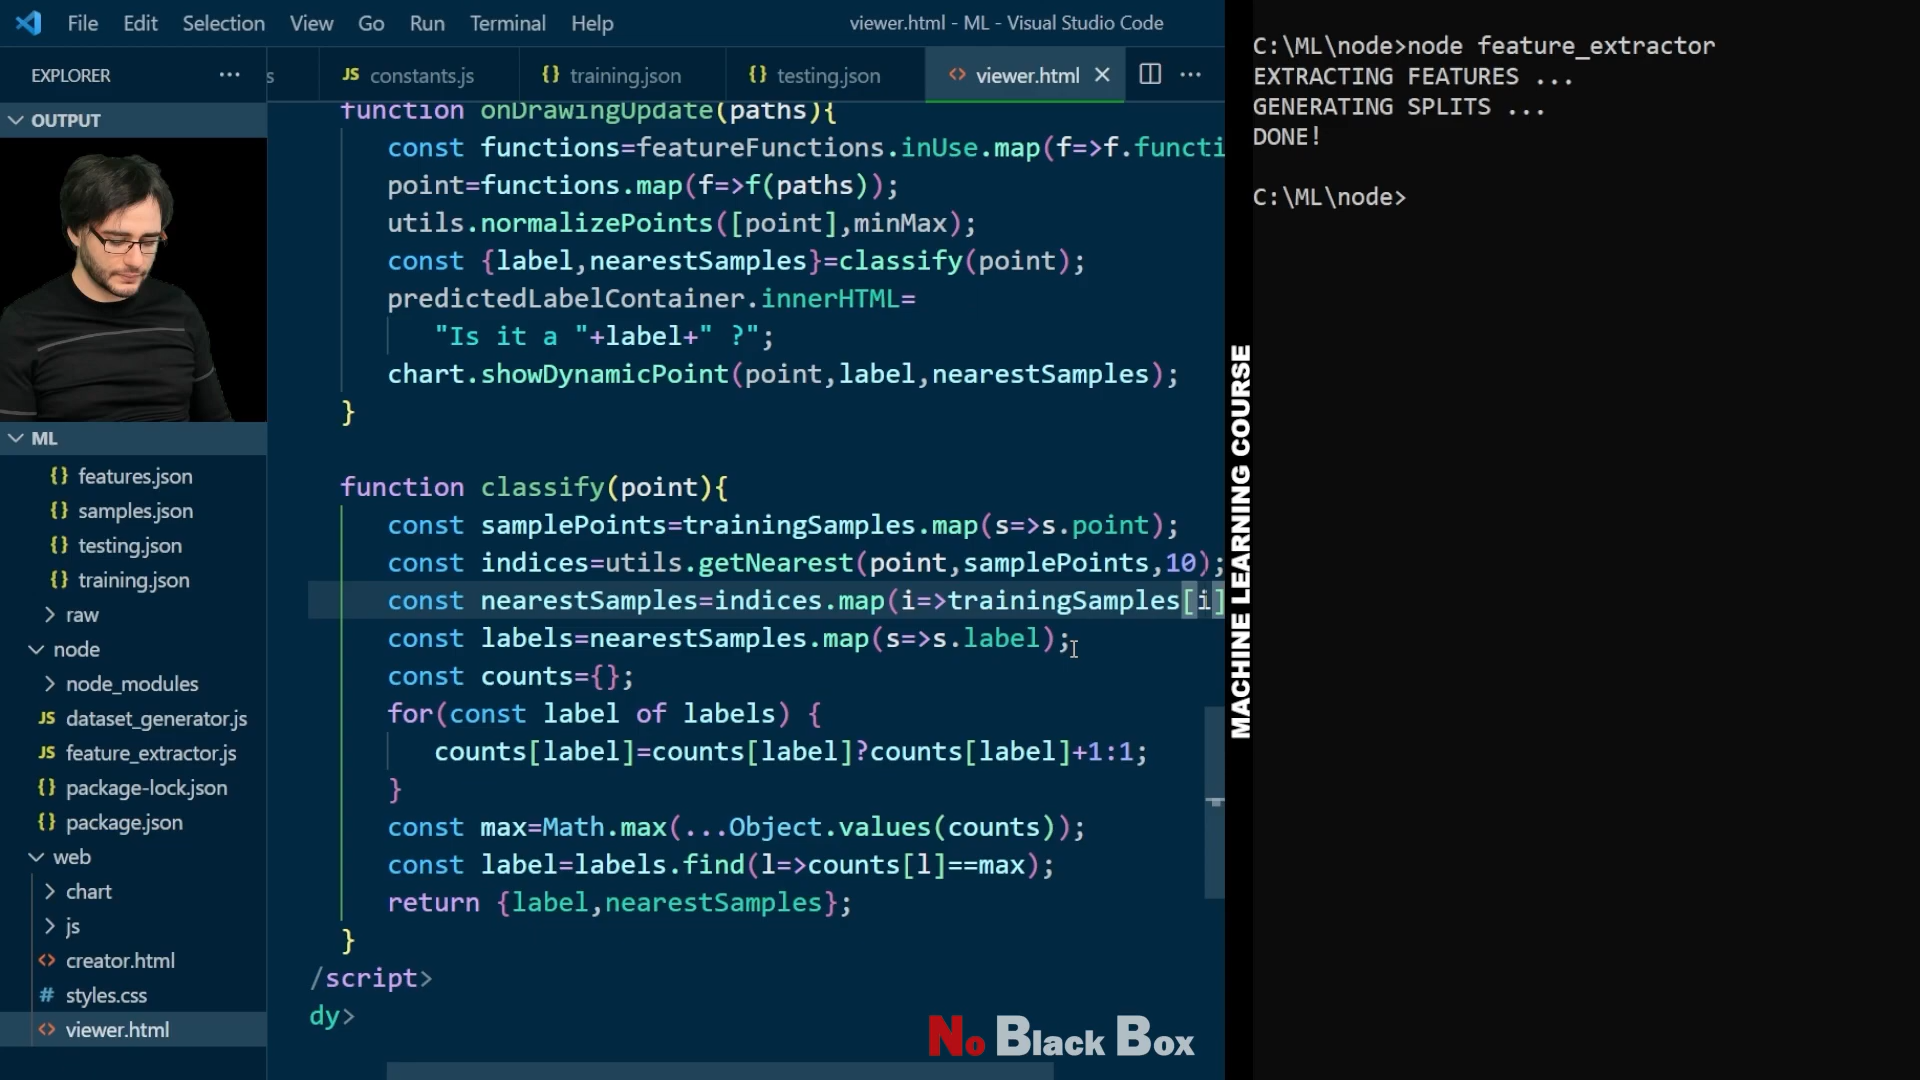 File Edit Selection View Go Run Terminal Help
viewer.html - ML - Visual Studio Code
EXPLORER
s
JS constants.js
{} training.json
{} testing.json
<> viewer.html
OUTPUT
ML
{} features.json
{} samples.json
{} testing.json
{} training.json
raw
node
node_modules
JS dataset_generator.js
JS feature_extractor.js
{} package-lock.json
{} package.json
web
chart
js
<> creator.html
# styles.css
<> viewer.html
function onDrawingUpdate(paths){
const functions=featureFunctions.inUse.map(f=>f.functi
point=functions.map(f=>f(paths));
utils.normalizePoints([point],minMax);
const {label,nearestSamples}=classify(point);
predictedLabelContainer.innerHTML=
"Is it a "+label+" ?";
chart.showDynamicPoint(point,label,nearestSamples);
}
function classify(point){
const samplePoints=trainingSamples.map(s=>s.point);
const indices=utils.getNearest(point,samplePoints,10);
const nearestSamples=indices.map(i=>trainingSamples[i]
const labels=nearestSamples.map(s=>s.label);
const counts={};
for(const label of labels) {
counts[label]=counts[label]?counts[label]+1:1;
}
const max=Math.max(...Object.values(counts));
const label=labels.find(l=>counts[l]==max);
return {label,nearestSamples};
}
/script>
dy>
No Black Box
MACHINE LEARNING COURSE
C:\ML\node>node feature_extractor
EXTRACTING FEATURES ...
GENERATING SPLITS ...
DONE!
C:\ML\node>